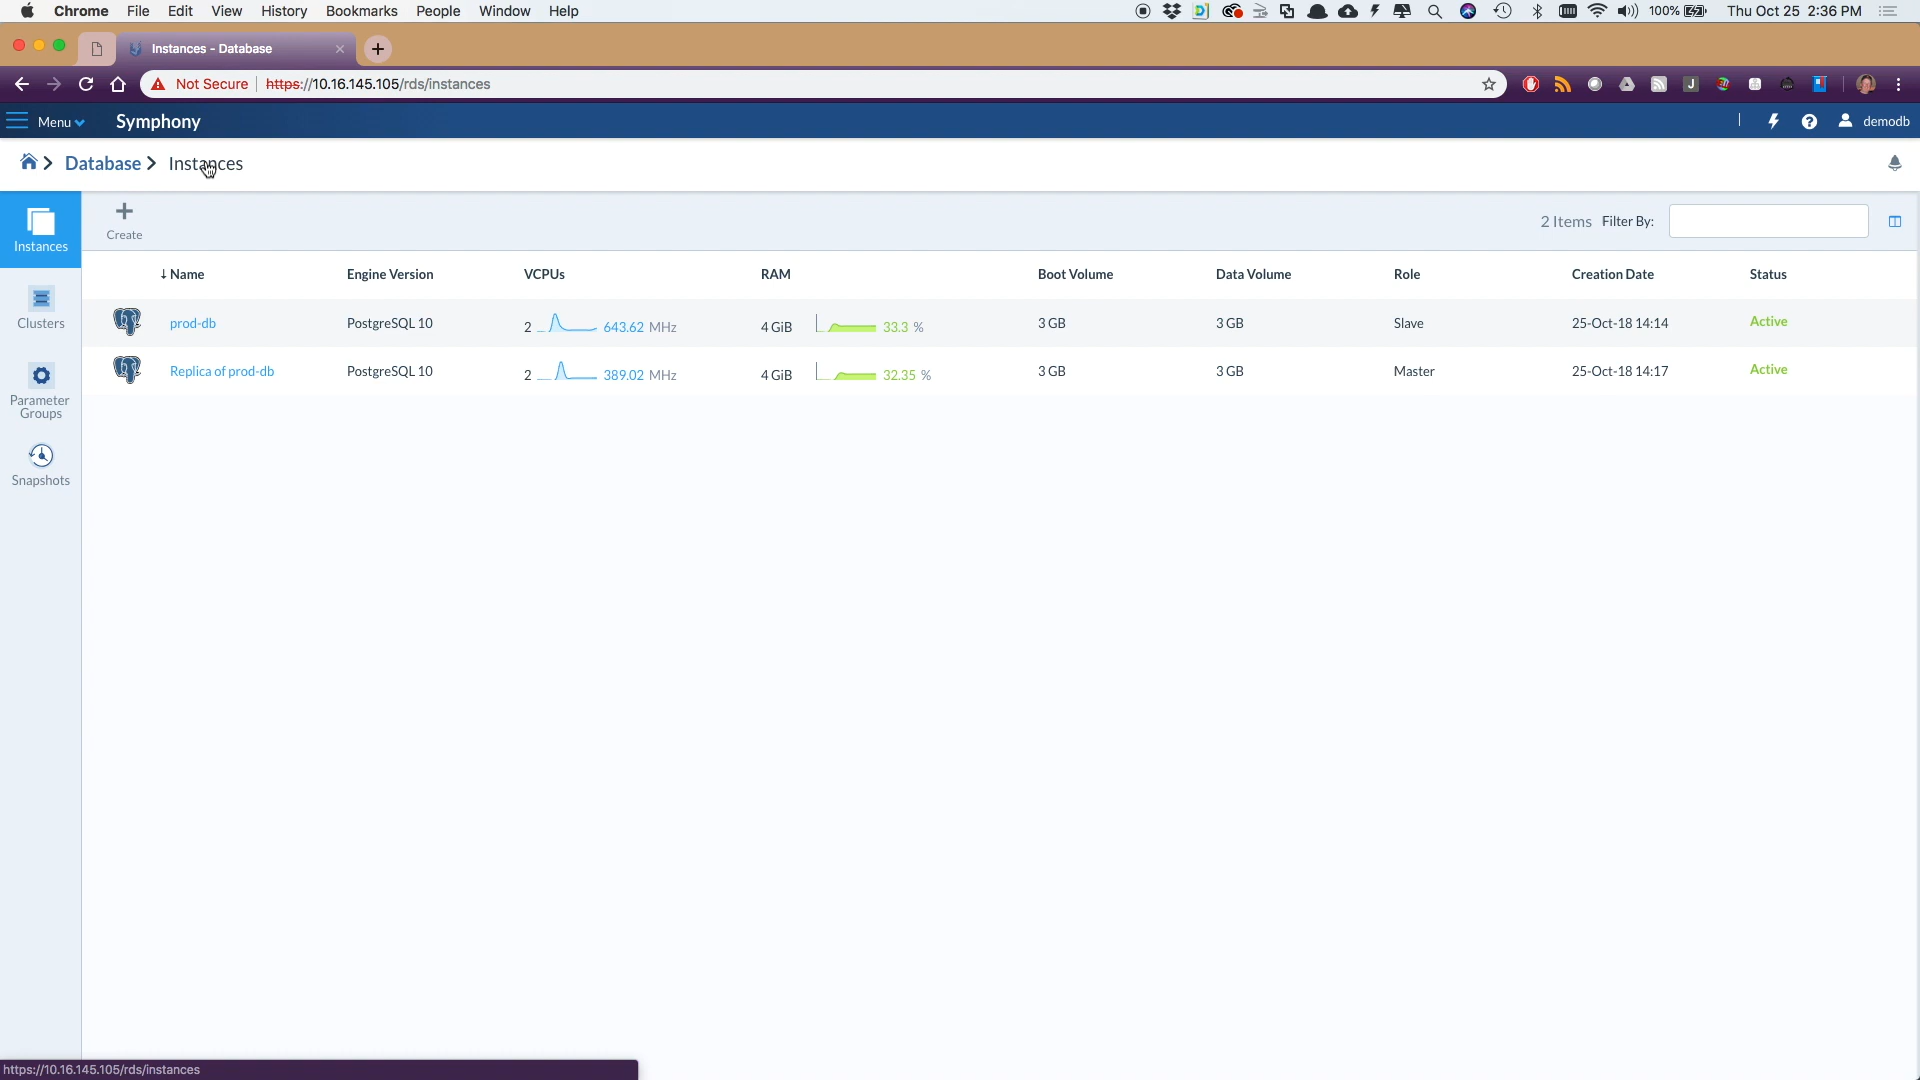 Chrome File Edit View History Bookmarks People Window Help 100% Thu Oct 25 2:36 PM
Instances - Database
Not Secure https://10.16.145.105/rds/instances
Menu Symphony demodb
Database Instances
Instances
Clusters
Parameter
Groups
Snapshots
Create
2 Items Filter By:
Name Engine Version VCPUs RAM Boot Volume Data Volume Role Creation Date Status
prod-db PostgreSQL 10 2 643.62 MHz 4 GiB 33.3 % 3 GB 3 GB Slave 25-Oct-18 14:14 Active
Replica of prod-db PostgreSQL 10 2 389.02 MHz 4 GiB 32.35 % 3 GB 3 GB Master 25-Oct-18 14:17 Active
https://10.16.145.105/rds/instances